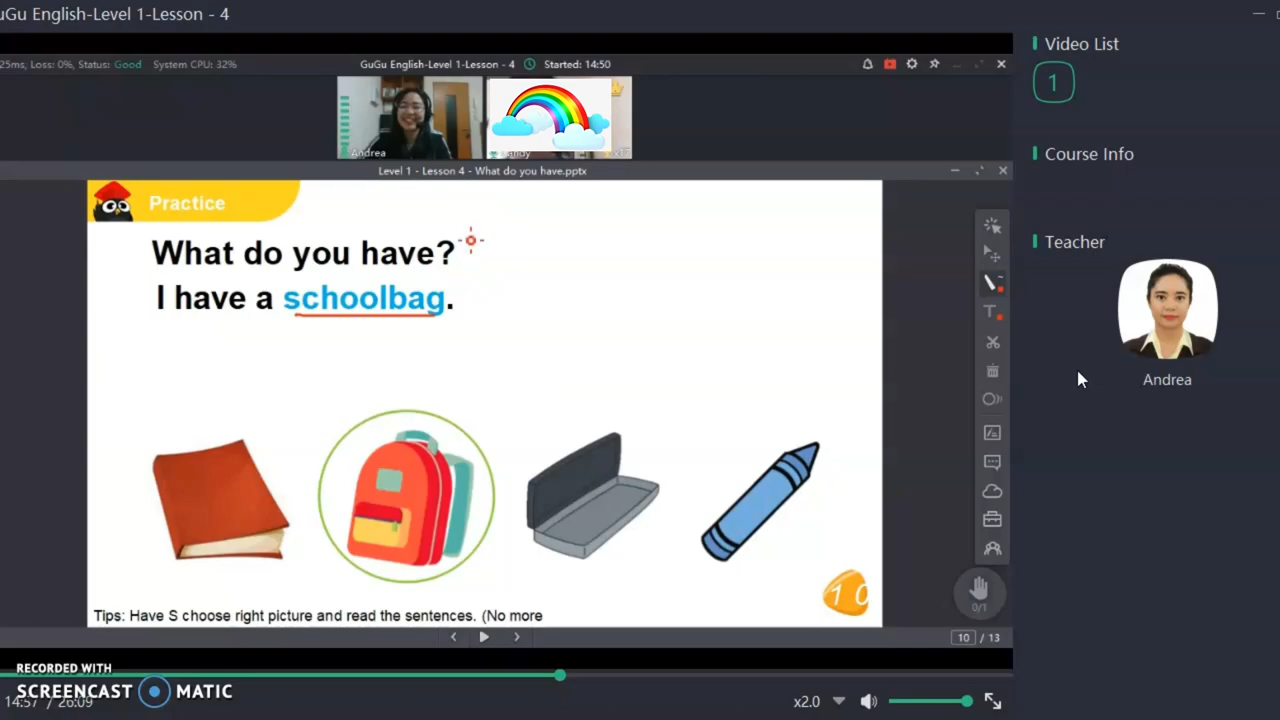 GuGu English-Level 1-Lesson - 4
Video List
1
Course Info
Teacher
Andrea
25ms, Loss: 0%, Status: Good System CPU: 32%
GuGu English-Level 1-Lesson - 4 Started: 14:50
Andrea
x17
Level 1 - Lesson 4 - What do you have.pptx
Practice
What do you have?
I have a schoolbag.
T
0/1
10
Tips: Have S choose right picture and read the sentences. (No more
10 / 13
RECORDED WITH
SCREENCAST MATIC
14:57 / 26:09
x2.0